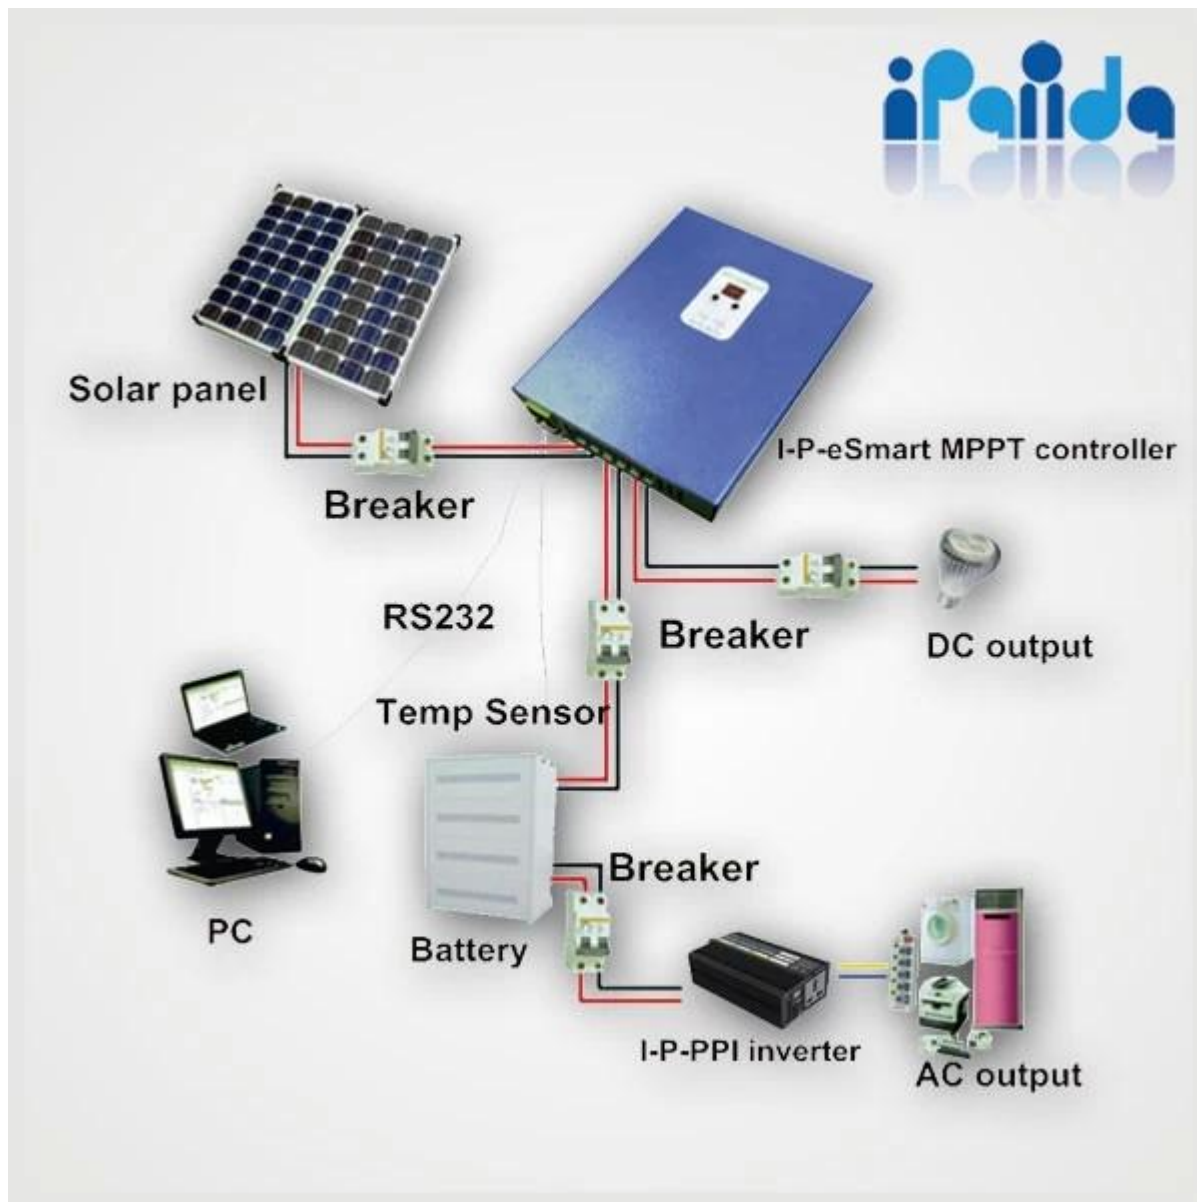 iPaiida
Solar panel
I-P-eSmart MPPT controller
Breaker
RS232
Breaker
DC output
Temp Sensor
Breaker
PC
Battery
I-P-PPI inverter
AC output